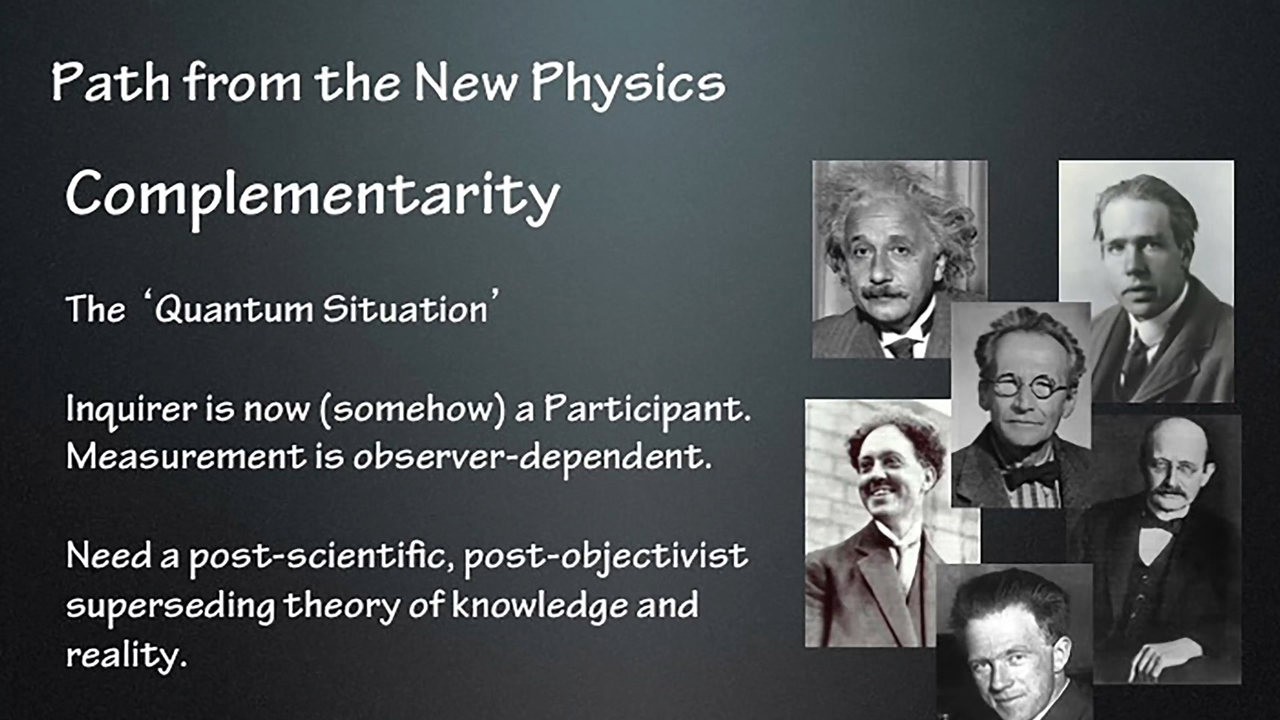 Path from the New Physics
Complementarity
The ‘Quantum Situation’
Inquirer is now (somehow) a Participant.
Measurement is observer-dependent.
Need a post-scientific, post-objectivist
superseding theory of knowledge and
reality.